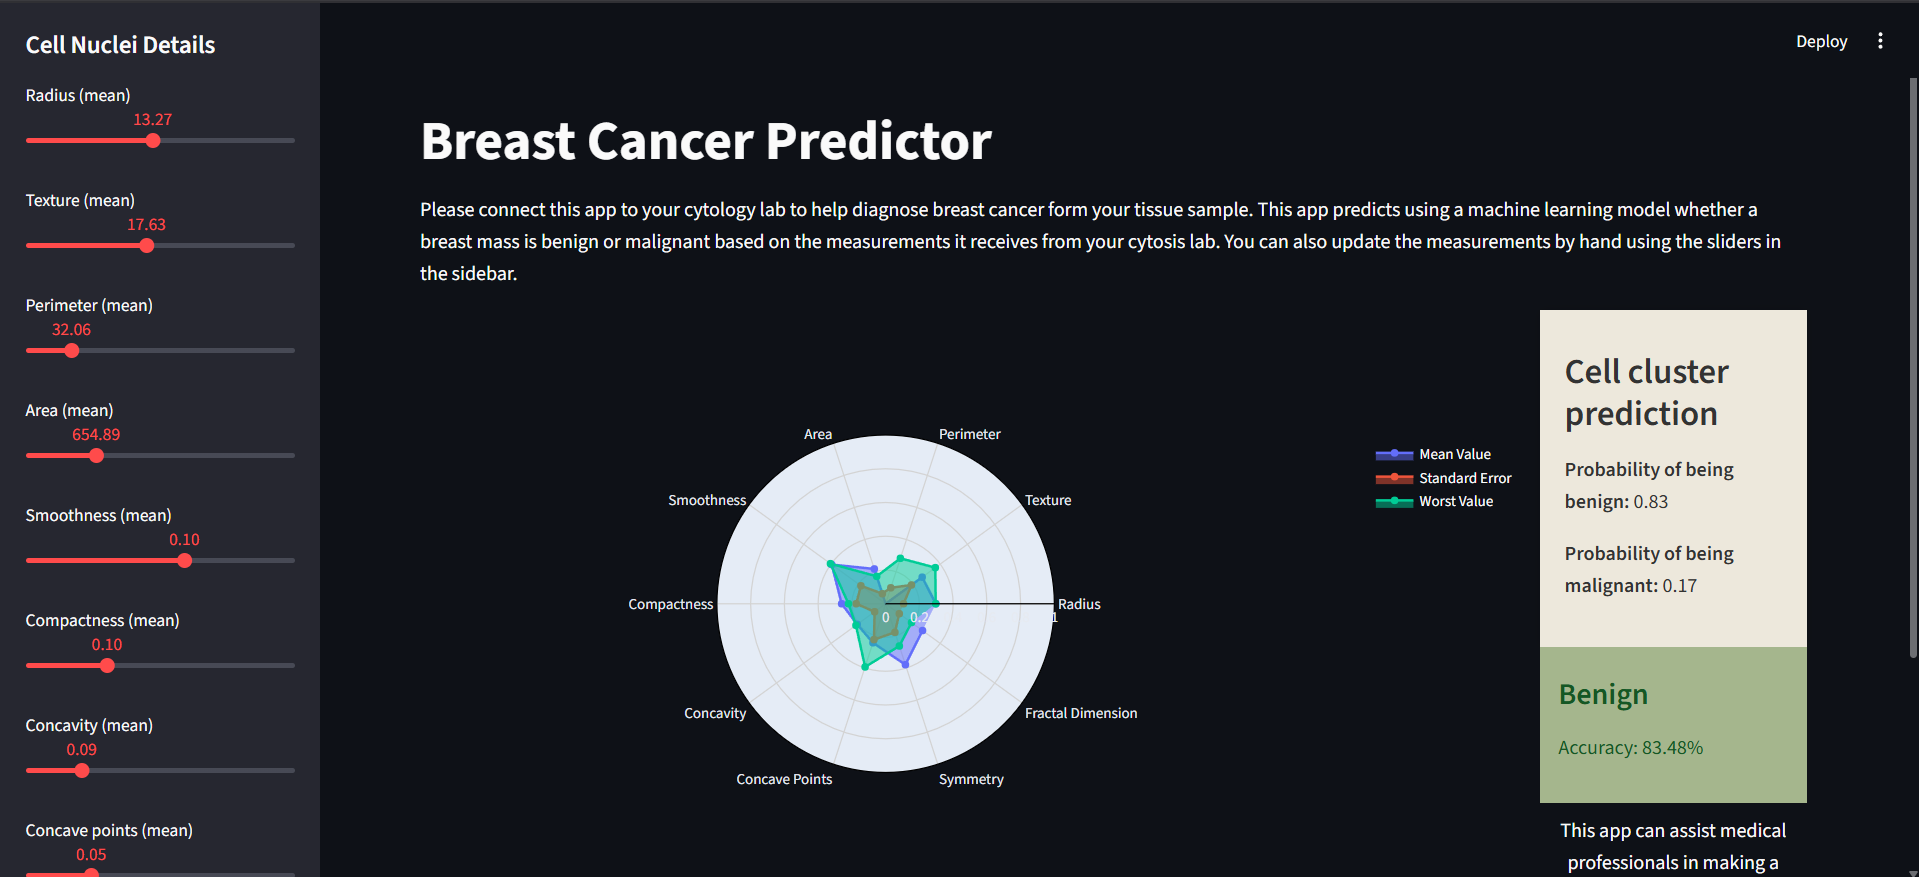 Cell Nuclei Details
Radius (mean)
13.27
Texture (mean)
17.63
Perimeter (mean)
32.06
Area (mean)
654.89
Smoothness (mean)
0.10
Compactness (mean)
0.10
Concavity (mean)
0.09
Concave points (mean)
0.05
Deploy
Breast Cancer Predictor
Please connect this app to your cytology lab to help diagnose breast cancer form your tissue sample. This app predicts using a machine learning model whether a
breast mass is benign or malignant based on the measurements it receives from your cytosis lab. You can also update the measurements by hand using the sliders in
the sidebar.
Area
Perimeter
Smoothness
Texture
Compactness
Radius
0
0.2
1
Concavity
Fractal Dimension
Concave Points
Symmetry
Mean Value
Standard Error
Worst Value
Cell cluster
prediction
Probability of being
benign: 0.83
Probability of being
malignant: 0.17
Benign
Accuracy: 83.48%
This app can assist medical
professionals in making a